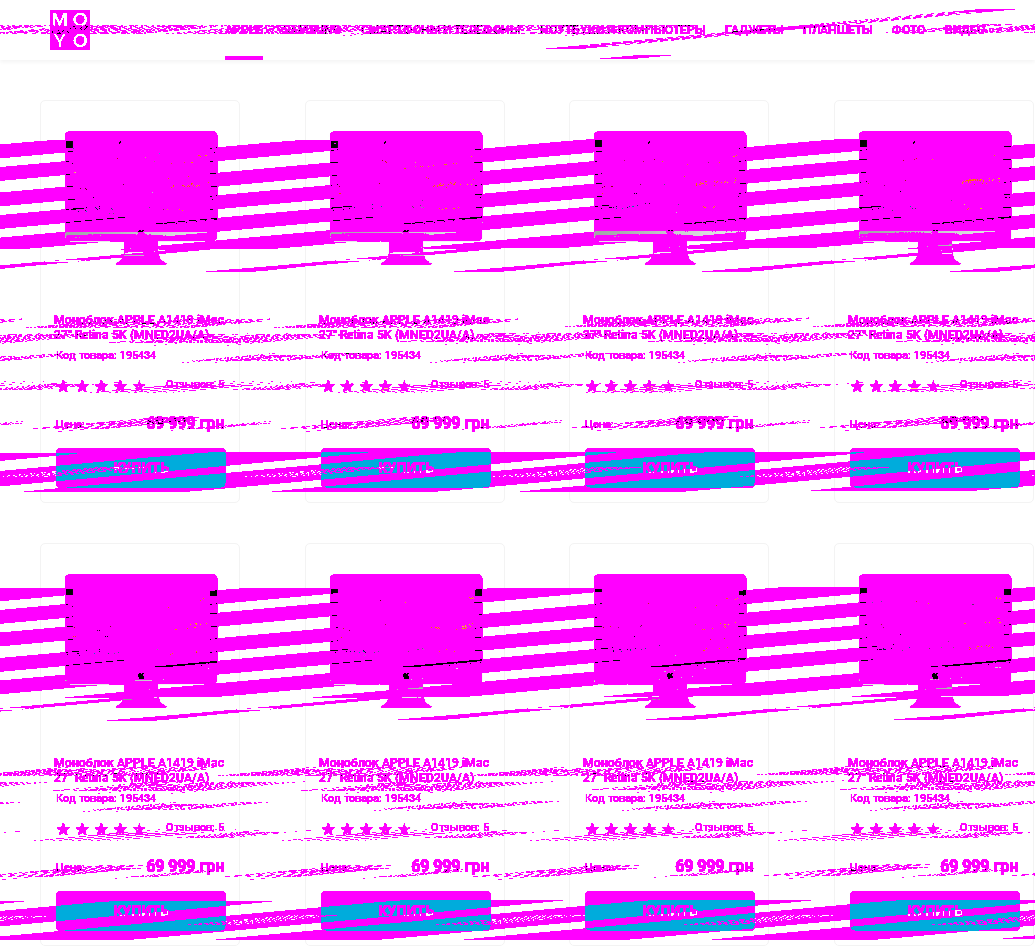 MO
YO
APPLE СМАРТФОНЫ И ТЕЛЕФОНЫ НОУТБУКИ И КОМПЬЮТЕРЫ ГАДЖЕТЫ ПЛАНШЕТЫ ФОТО ВИДЕО
Моноблок APPLE A1419 iMac Моноблок APPLE A1419 iMac Моноблок APPLE A1419 iMac Моноблок APPLE A1419 iMac
27" Retina 5K (MNED2UA/A) 27" Retina 5K (MNED2UA/A) 27" Retina 5K (MNED2UA/A) 27" Retina 5K (MNED2UA/A)
Код товара: 195434 Код товара: 195434 Код товара: 195434 Код товара: 195434
Отзывов: 5 Отзывов: 5 Отзывов: 5 Отзывов: 5
Цена: 69 999 грн Цена: 69 999 грн Цена: 69 999 грн Цена: 69 999 грн
КУПИТЬ КУПИТЬ КУПИТЬ КУПИТЬ
Моноблок APPLE A1419 iMac Моноблок APPLE A1419 iMac Моноблок APPLE A1419 iMac Моноблок APPLE A1419 iMac
27" Retina 5K (MNED2UA/A) 27" Retina 5K (MNED2UA/A) 27" Retina 5K (MNED2UA/A) 27" Retina 5K (MNED2UA/A)
Код товара: 195434 Код товара: 195434 Код товара: 195434 Код товара: 195434
Отзывов: 5 Отзывов: 5 Отзывов: 5 Отзывов: 5
Цена: 69 999 грн Цена: 69 999 грн Цена: 69 999 грн Цена: 69 999 грн
КУПИТЬ КУПИТЬ КУПИТЬ КУПИТЬ